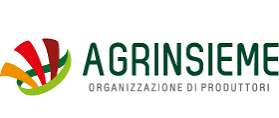 AGRINSIEME
ORGANIZZAZIONE DI PRODUTTORI